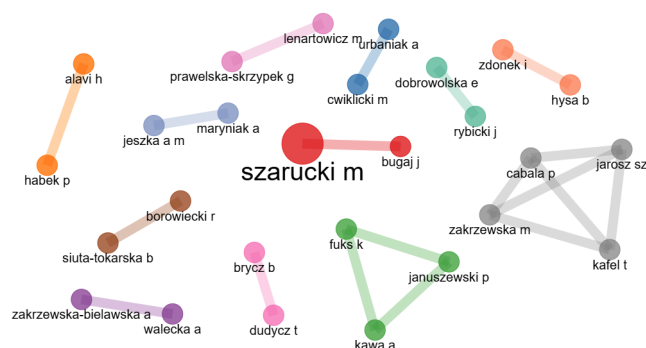 lenartowicz m
urbaniak a
zdonek i
alavi h
prawelska-skrzypek g
cwiklicki m
dobrowolska e
hysa b
maryniak a
jeszka a m
rybicki j
habek p
szarucki m
bugaj j
cabala p
jarosz sz
borowiecki r
zakrzewska m
siuta-tokarska b
brycz b
fuks k
januszewski p
kafel t
zakrzewska-bielawska a
walecka a
dudycz t
kawa a